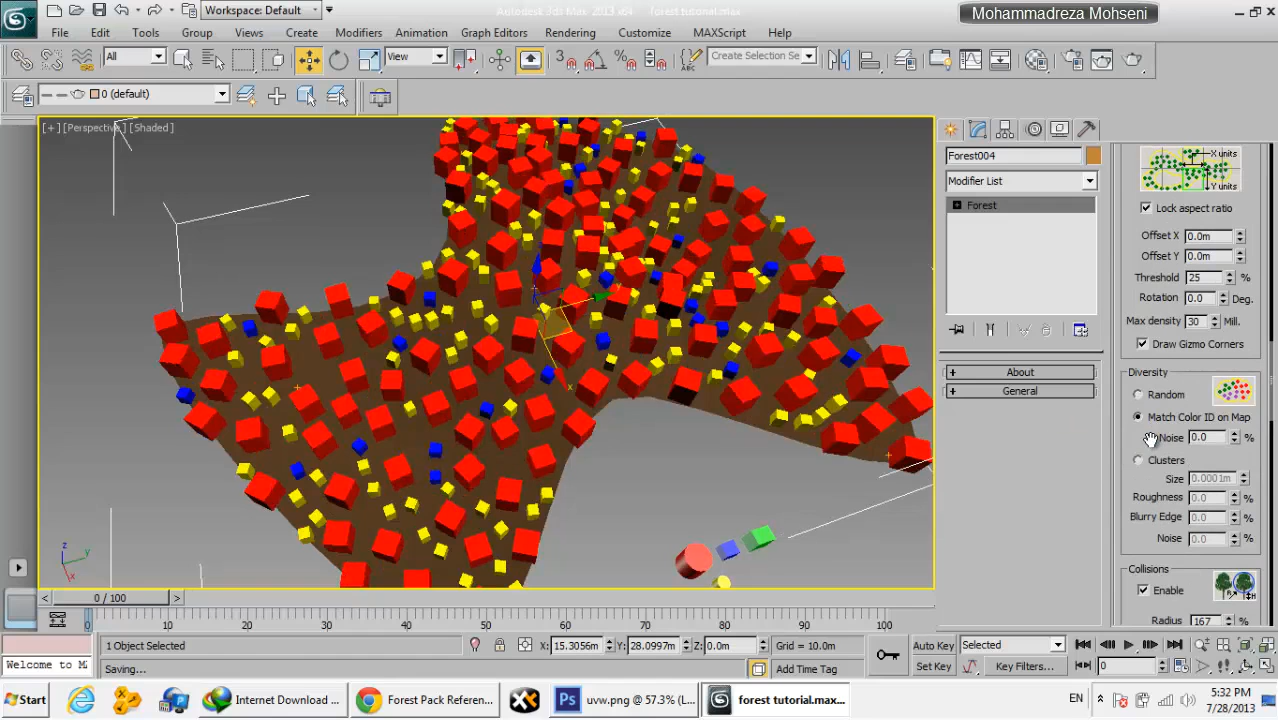 Workspace: Default
Autodesk 3ds Max 2013 x64
forest tutorial.max
Mohammadreza Mohseni
File
Edit
Tools
Group
Views
Create
Modifiers
Animation
Graph Editors
Rendering
Customize
MAXScript
Help
All
View
Create Selection Se
0 (default)
[+] [Perspective] [Shaded]
Forest004
Modifier List
Forest
+ About
+ General
X units
Y units
Lock aspect ratio
Offset X 0.0m
Offset Y 0.0m
Threshold 25 %
Rotation 0.0 Deg.
Max density 30 Mill.
Draw Gizmo Corners
Diversity
Random
Match Color ID on Map
Noise 0.0 %
Clusters
Size 0.0001m
Roughness 0.0 %
Blurry Edge 0.0 %
Noise 0.0 %
Collisions
Enable
Radius 167 %
z
y
x
x
< 0 / 100 >
0 10 20 30 40 50 60 70 80 90 100
1 Object Selected
X: 15.3056m
Y: 28.0997m
Z: 0.0m
Grid = 10.0m
Auto Key
Selected
Welcome to M
Saving...
Add Time Tag
Set Key
Key Filters...
0
Start
Internet Download ...
Forest Pack Referen...
uvw.png @ 57.3% (L...
forest tutorial.max...
EN
5:32 PM
7/28/2013